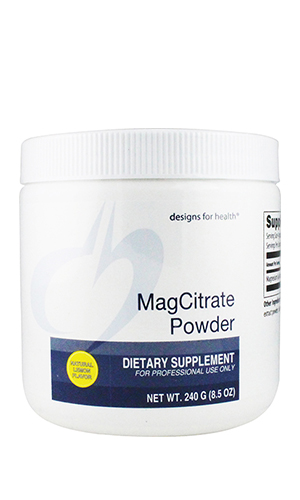 designs for health®
MagCitrate
Powder
NATURAL
LEMON
FLAVOR
DIETARY SUPPLEMENT
FOR PROFESSIONAL USE ONLY
NET WT. 240 G (8.5 OZ)